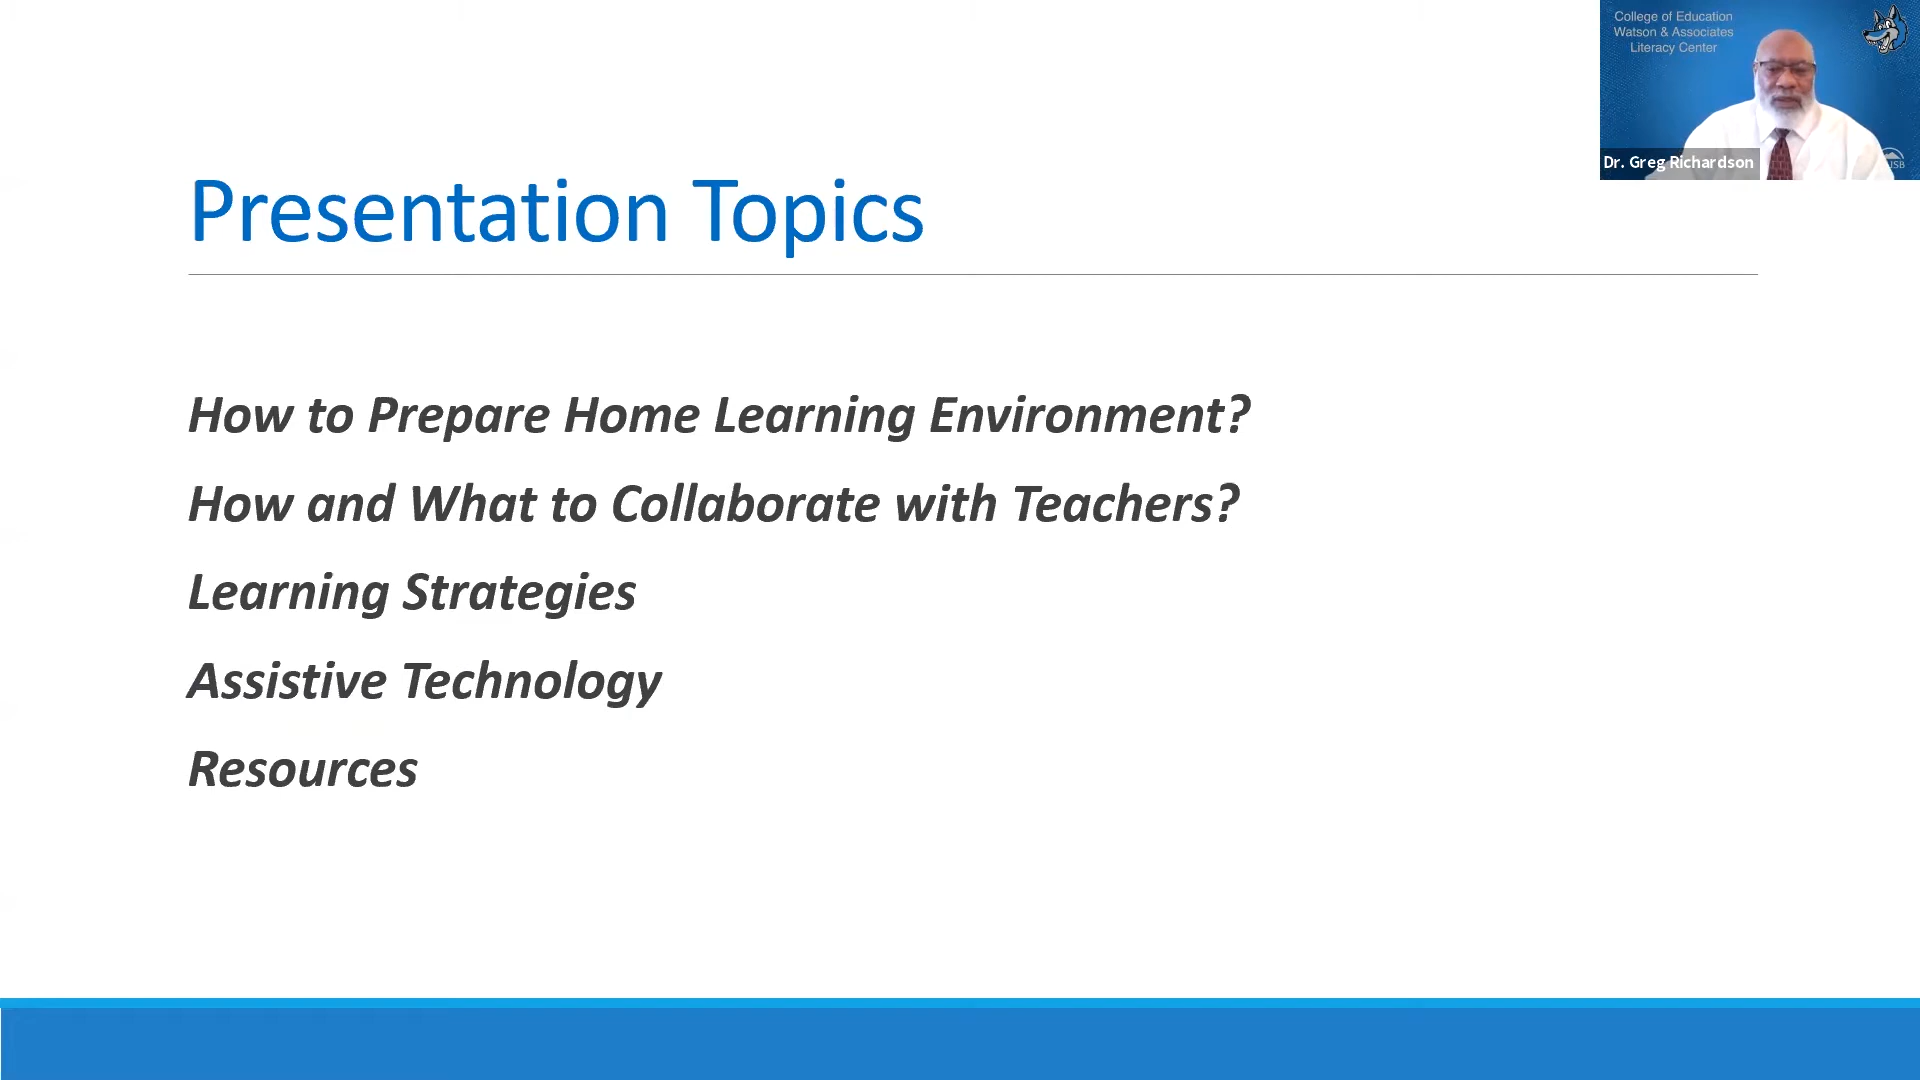 College of Education
Watson & Associates
Literacy Center
Dr. Greg Richardson
Presentation Topics
How to Prepare Home Learning Environment?
How and What to Collaborate with Teachers?
Learning Strategies
Assistive Technology
Resources